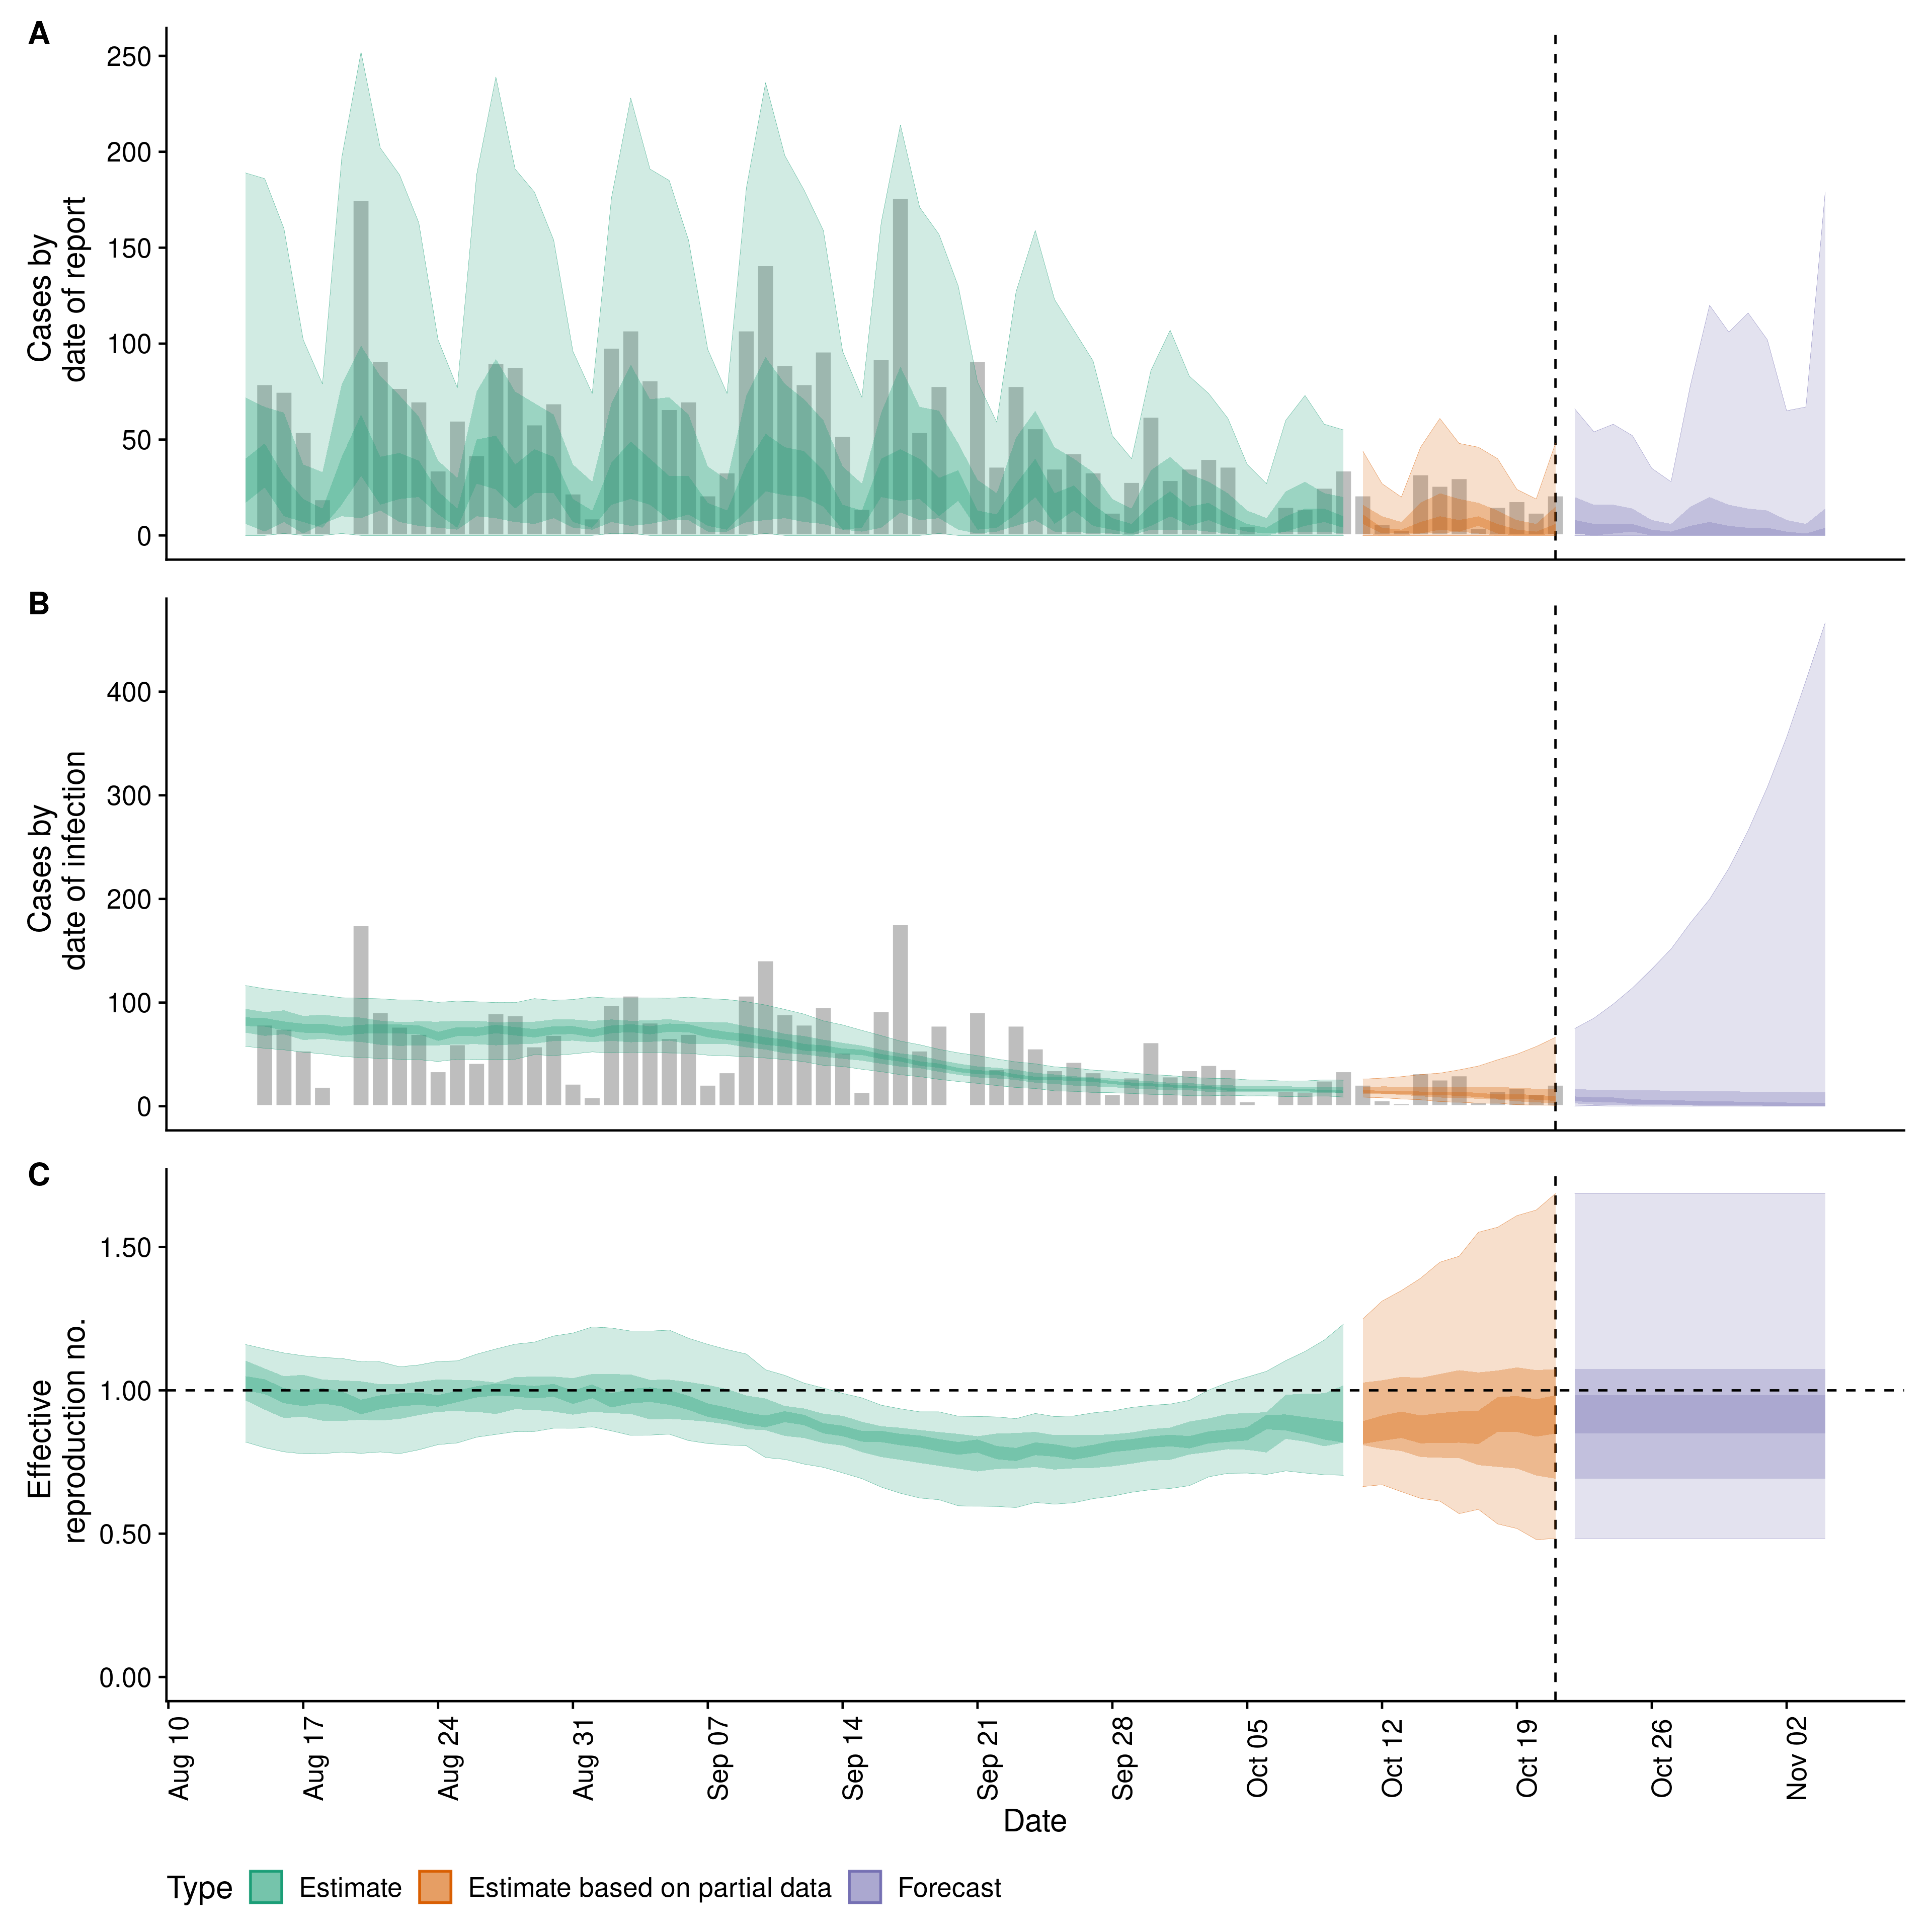 A
Cases by
date of report
250
200
150
100
50
0
B
Cases by
date of infection
400
300
200
100
0
C
Effective
reproduction no.
1.50
1.00
0.50
0.00
Aug 10
Aug 17
Aug 24
Aug 31
Sep 07
Sep 14
Sep 21
Sep 28
Oct 05
Oct 12
Oct 19
Oct 26
Nov 02
Date
Type Estimate Estimate based on partial data Forecast